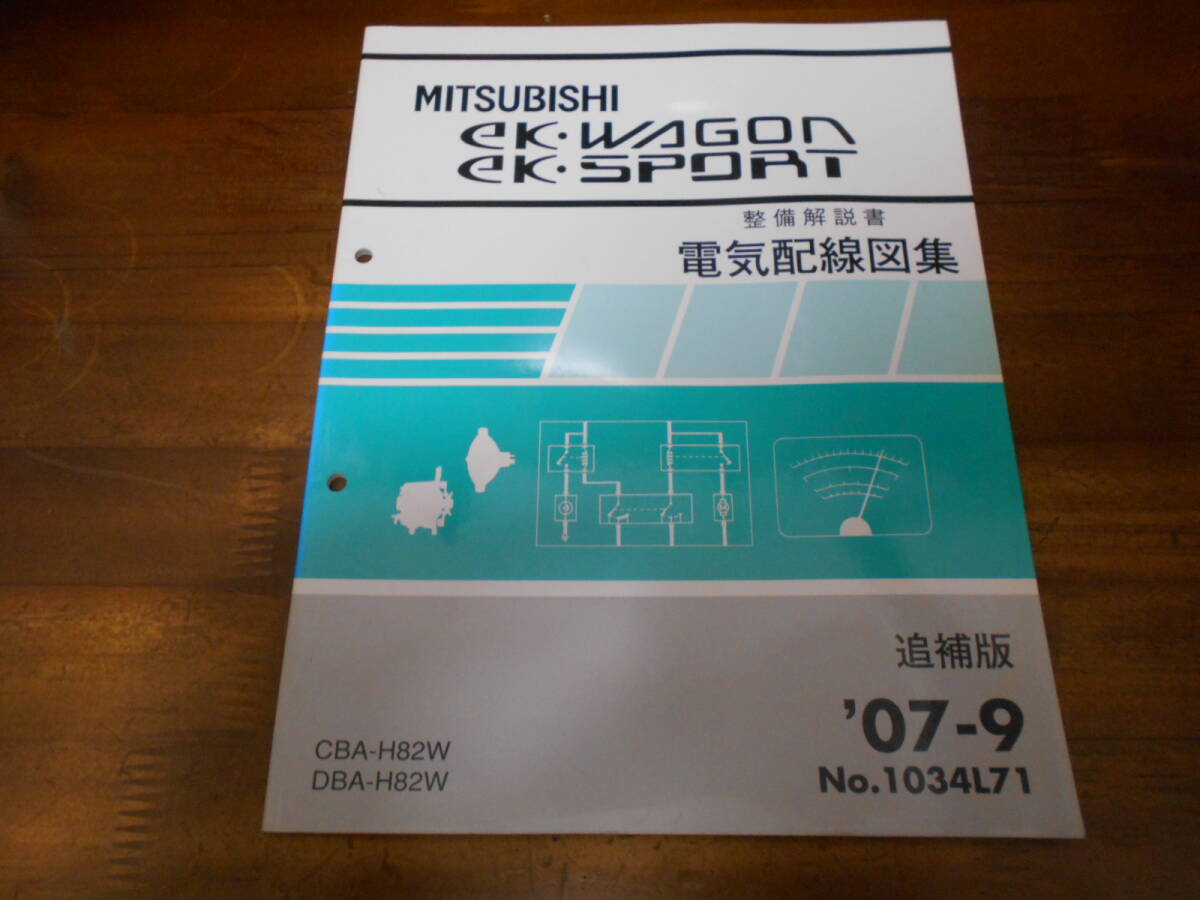 MITSUBISHI
eK·WAGON
eK·SPORT
整備解説書
電気配線図集
追補版
'07-9
No.1034L71
CBA-H82W
DBA-H82W